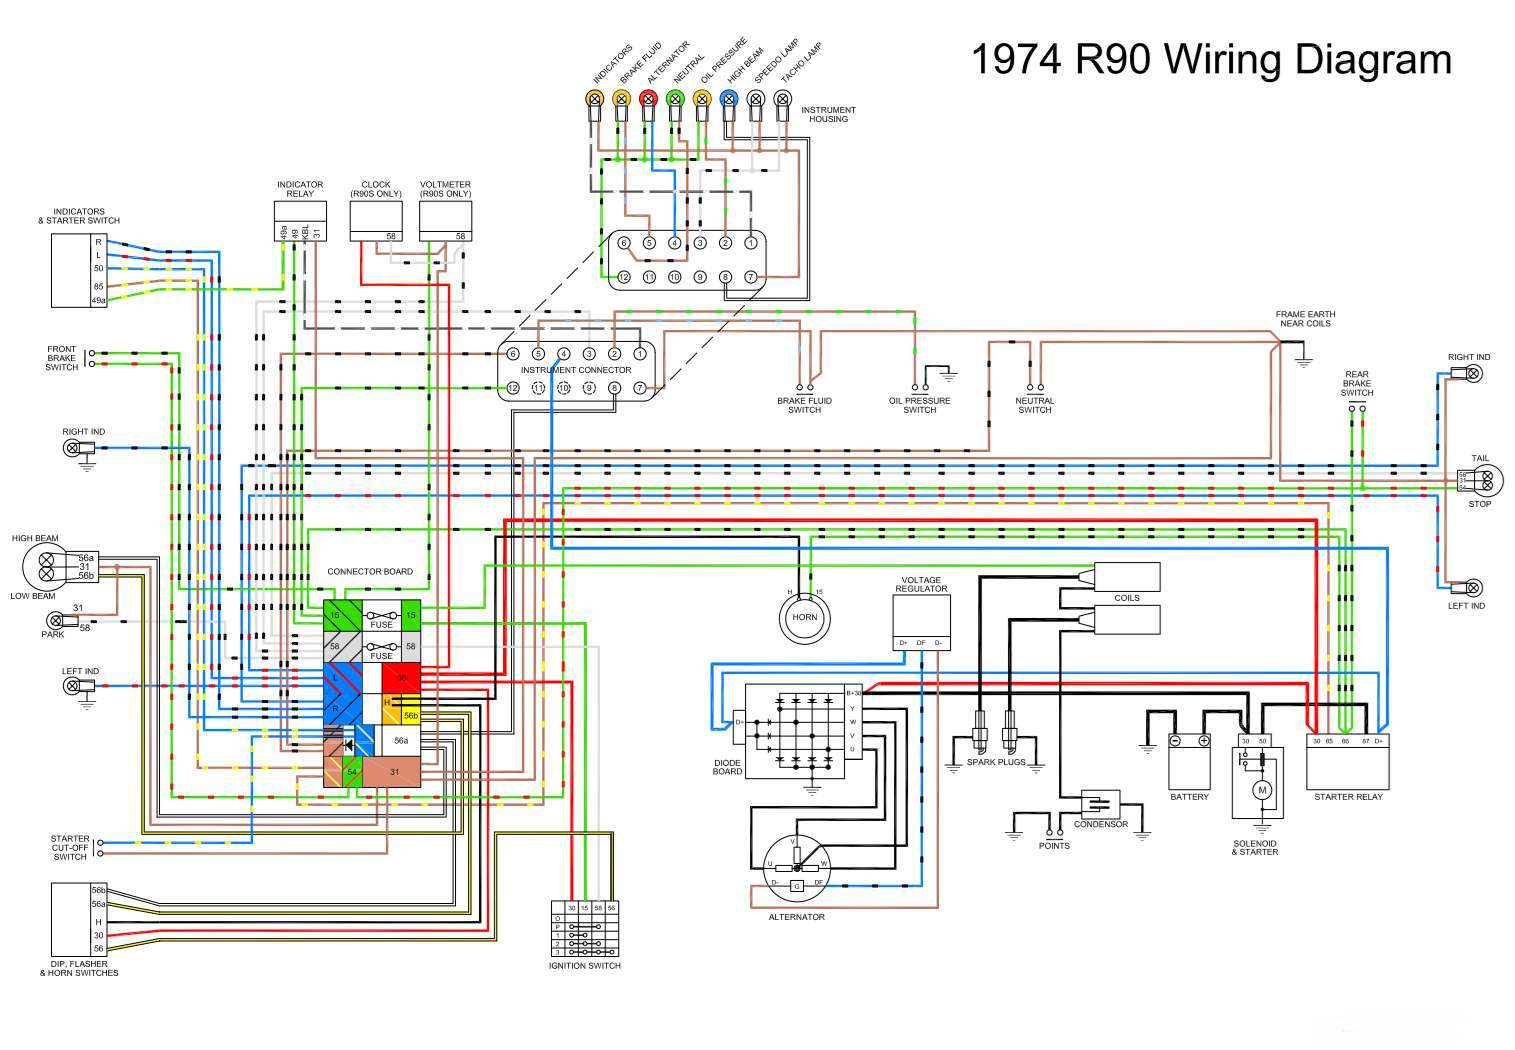 1974 R90 Wiring Diagram
INDICATORS
BRAKE FLUID
ALTERNATOR
NEUTRAL
OIL PRESSURE
HIGH BEAM
SPEEDO LAMP
TACHO LAMP
INSTRUMENT
HOUSING
INDICATOR
RELAY
49a
49
KBL
31
CLOCK
(R90S ONLY)
58
VOLTMETER
(R90S ONLY)
58
INDICATORS
& STARTER SWITCH
R
L
50
85
49a
6 5 4 3 2 1
12 11 10 9 8 7
6 5 4 3 2 1
INSTRUMENT CONNECTOR
12 11 10 9 8 7
FRONT
BRAKE
SWITCH
BRAKE FLUID
SWITCH
OIL PRESSURE
SWITCH
NEUTRAL
SWITCH
FRAME EARTH
NEAR COILS
REAR
BRAKE
SWITCH
RIGHT IND
RIGHT IND
TAIL
58
31
54
STOP
LEFT IND
HIGH BEAM
56a
31
56b
LOW BEAM
31
58
PARK
LEFT IND
CONNECTOR BOARD
15
FUSE
15
58
FUSE
58
L
30
R
H
56b
56a
54
31
HORN
H
15
VOLTAGE
REGULATOR
D+ DF D-
COILS
DIODE
BOARD
D+
B+30
Y
W
V
U
SPARK PLUGS
BATTERY
30 50
M
SOLENOID
& STARTER
30 85 86 87 D+
STARTER RELAY
CONDENSOR
POINTS
V
U
W
D-
G
DF
ALTERNATOR
STARTER
CUT-OFF
SWITCH
56b
56a
H
30
56
DIP, FLASHER
& HORN SWITCHES
30 15 58 56
O
P
1
2
3
IGNITION SWITCH